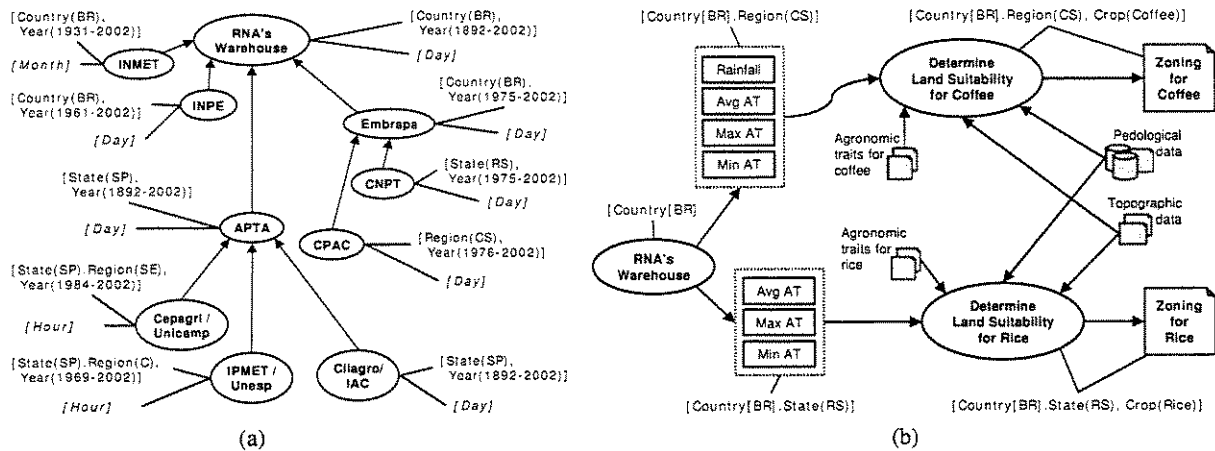 [Country(BR),
Year(1931-2002)]
[Month]
INMET
RNA's
Warehouse
[Country(BR),
Year(1892-2002)]
[Day]
[Country(BR),
Year(1961-2002)]
[Day]
INPE
[Country(BR),
Year(1975-2002)]
[Day]
Embrapa
[State(RS),
Year(1975-2002)]
[Day]
CNPT
[State(SP),
Year(1892-2002)]
[Day]
APTA
CPAC
[Region(CS),
Year(1976-2002)]
[Day]
[State(SP).Region(SE),
Year(1984-2002)]
[Hour]
Cepagri /
Unicamp
[State(SP).Region(C),
Year(1969-2002)]
[Hour]
IPMET /
Unesp
Ciiagro/
IAC
[State(SP),
Year(1892-2002)]
[Day]
(a)
[Country[BR].Region(CS)]
Rainfall
Avg AT
Max AT
Min AT
[Country[BR].Region(CS), Crop(Coffee)]
Determine
Land Suitability
for Coffee
Zoning
for
Coffee
Agronomic
traits for
coffee
Pedological
data
Topographic
data
[Country[BR]
RNA's
Warehouse
Agronomic
traits for
rice
Avg AT
Max AT
Min AT
[Country[BR].State(RS)]
Determine
Land Suitability
for Rice
Zoning
for
Rice
[Country[BR].State(RS), Crop(Rice)]
(b)